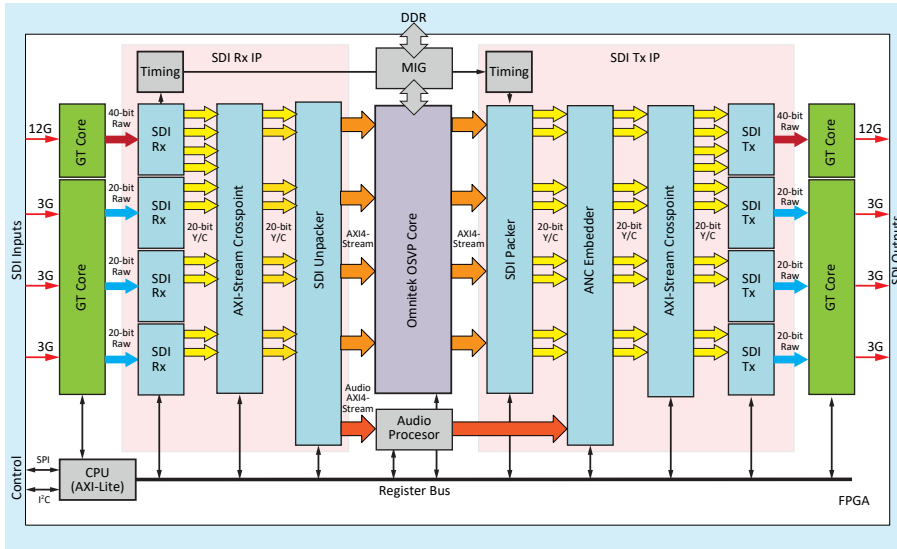 DDR
SDI Rx IP
SDI Tx IP
Timing
MIG
Timing
12G
GT Core
40-bit
Raw
SDI
Rx
SDI
Tx
40-bit
Raw
GT Core
12G
3G
GT Core
20-bit
Raw
SDI
Rx
SDI
Tx
20-bit
Raw
GT Core
3G
SDI Inputs
20-bit
Y/C
AXI-Stream Crosspoint
20-bit
Y/C
SDI Unpacker
AXI4-
Stream
Omnitek OSVP Core
AXI4-
Stream
SDI Packer
20-bit
Y/C
ANC Embedder
20-bit
Y/C
AXI-Stream Crosspoint
20-bit
Y/C
SDI Outputs
3G
20-bit
Raw
SDI
Rx
SDI
Tx
20-bit
Raw
3G
3G
20-bit
Raw
SDI
Rx
SDI
Tx
20-bit
Raw
3G
Audio
AXI4-
Stream
Audio
Procesor
Control
SPI
I²C
CPU
(AXI-Lite)
Register Bus
FPGA